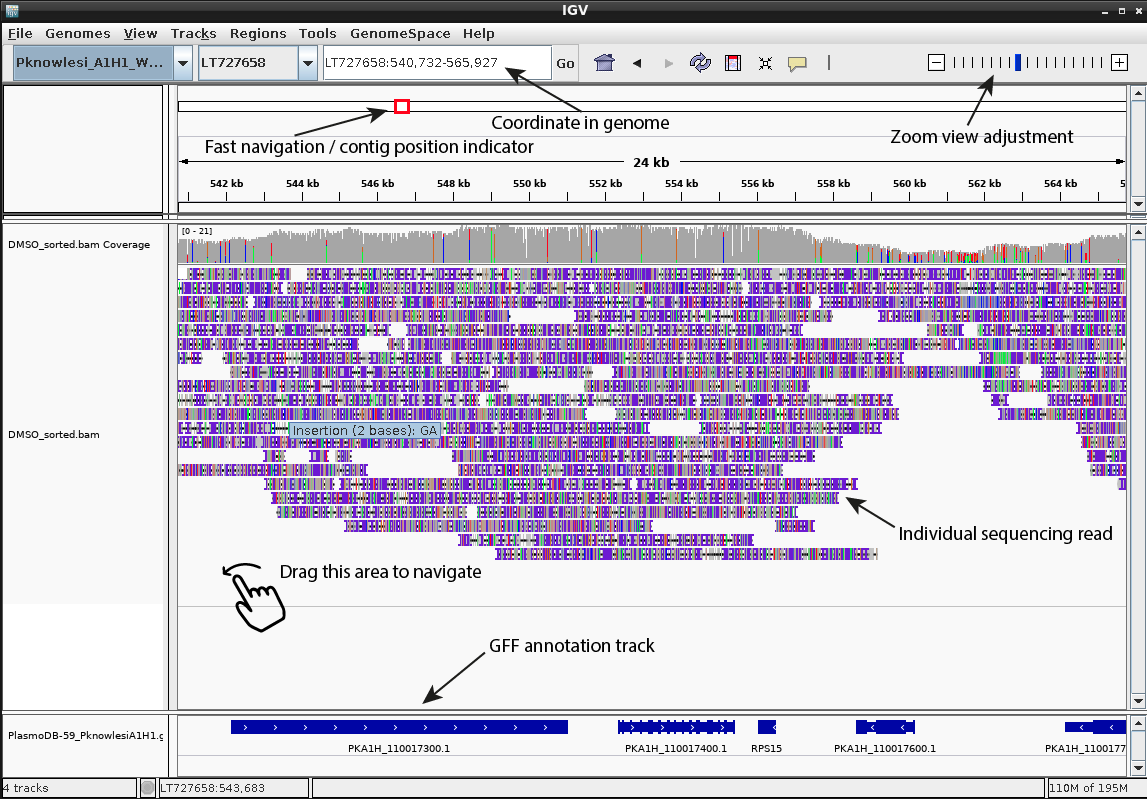 IGV
File Genomes View Tracks Regions Tools GenomeSpace Help
Pknowlesi_A1H1_W... LT727658 LT727658:540,732-565,927 Go
Coordinate in genome
Zoom view adjustment
Fast navigation / contig position indicator
24 kb
542 kb 544 kb 546 kb 548 kb 550 kb 552 kb 554 kb 556 kb 558 kb 560 kb 562 kb 564 kb 5
[0 - 21]
DMSO_sorted.bam Coverage
Insertion (2 bases): GA
DMSO_sorted.bam
Individual sequencing read
Drag this area to navigate
GFF annotation track
PlasmoDB-59_PknowlesiA1H1.g
PKA1H_110017300.1 PKA1H_110017400.1 RPS15 PKA1H_110017600.1 PKA1H_1100177
4 tracks LT727658:543,683 110M of 195M